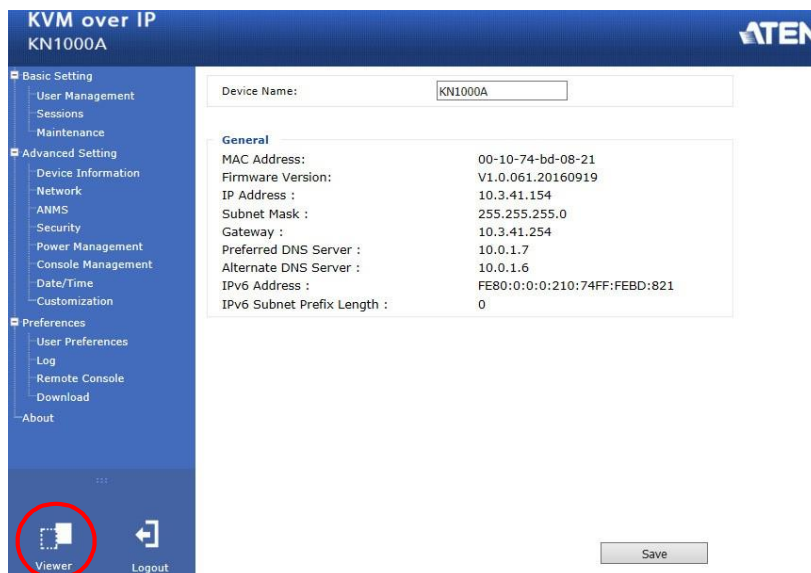 KVM over IP
KN1000A
ATEN
Basic Setting
User Management
Sessions
Maintenance
Advanced Setting
Device Information
Network
ANMS
Security
Power Management
Console Management
Date/Time
Customization
Preferences
User Preferences
Log
Remote Console
Download
About
Viewer
Logout
Device Name: KN1000A
General
MAC Address: 00-10-74-bd-08-21
Firmware Version: V1.0.061.20160919
IP Address : 10.3.41.154
Subnet Mask : 255.255.255.0
Gateway : 10.3.41.254
Preferred DNS Server : 10.0.1.7
Alternate DNS Server : 10.0.1.6
IPv6 Address : FE80:0:0:0:210:74FF:FEBD:821
IPv6 Subnet Prefix Length : 0
Save